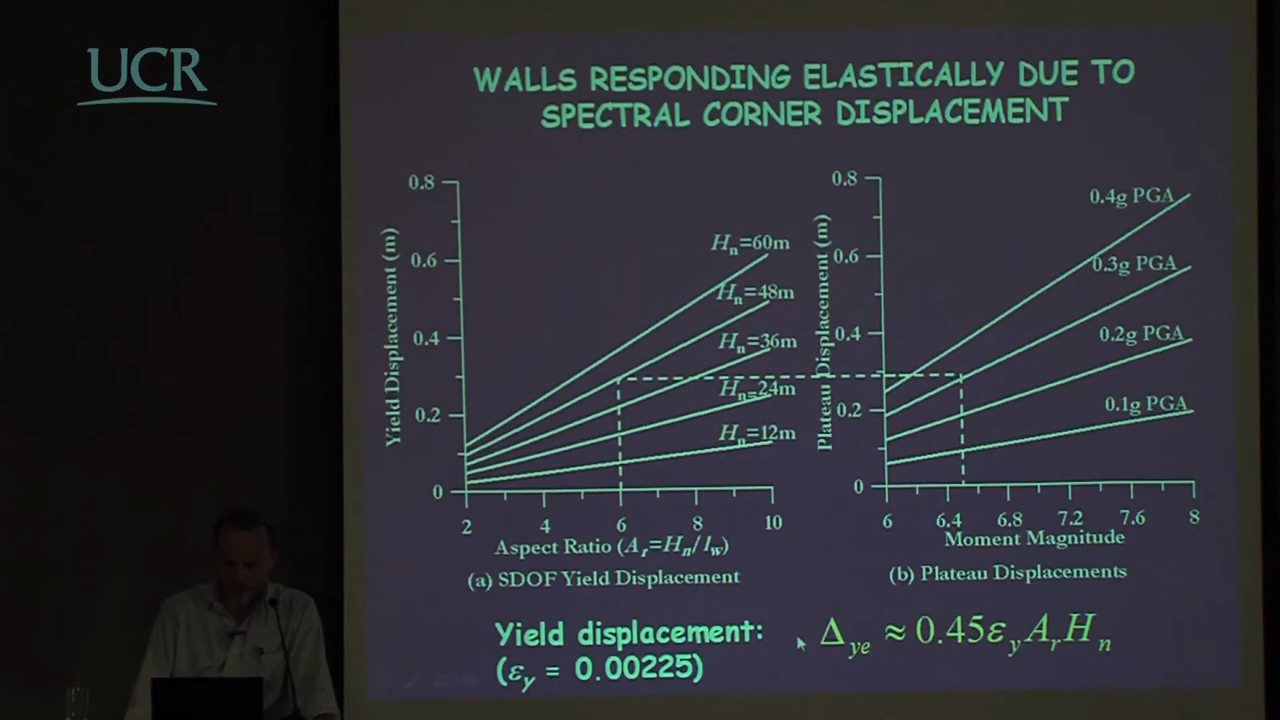 UCR
WALLS RESPONDING ELASTICALLY DUE TO
SPECTRAL CORNER DISPLACEMENT
0.8
0.6
0.4
0.2
0
Yield Displacement (m)
Hn=60m
Hn=48m
Hn=36m
Hn=24m
Hn=12m
2 4 6 8 10
Aspect Ratio (Ar=Hn/lw)
(a) SDOF Yield Displacement
0.8
0.6
0.4
0.2
0
Plateau Displacement (m)
0.4g PGA
0.3g PGA
0.2g PGA
0.1g PGA
6 6.4 6.8 7.2 7.6 8
Moment Magnitude
(b) Plateau Displacements
Yield displacement: Δye ≈ 0.45εyArHn
(εy = 0.00225)